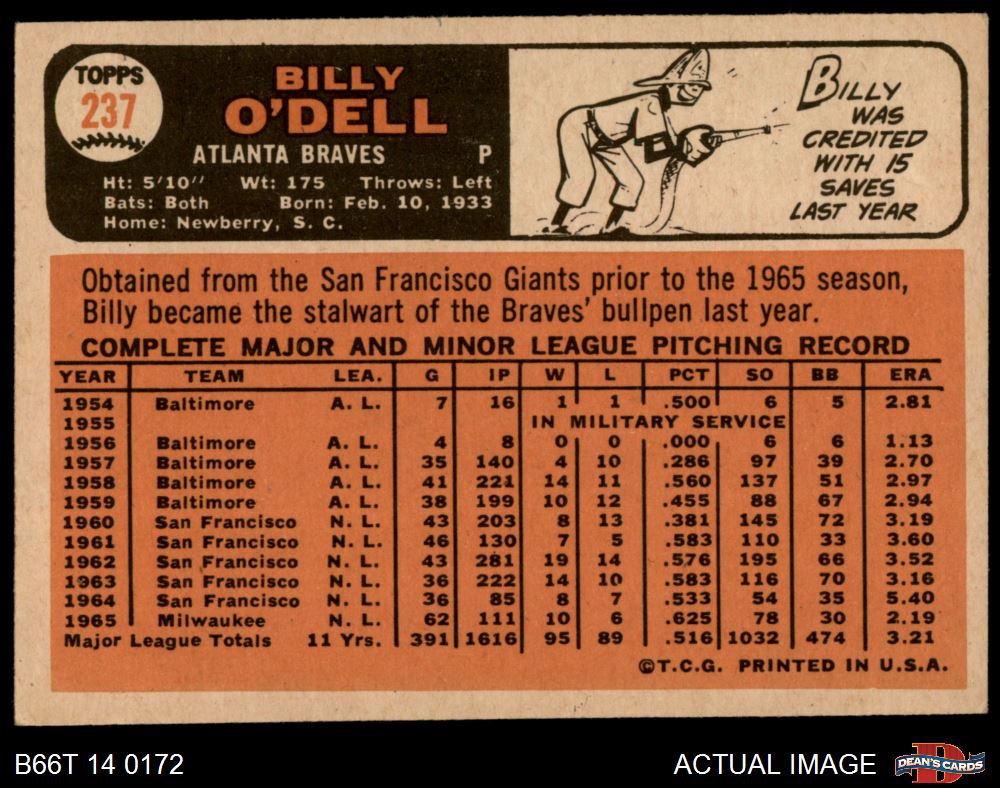 TOPPS
237
BILLY
O'DELL
ATLANTA BRAVES P
Ht: 5'10" Wt: 175 Throws: Left
Bats: Both Born: Feb. 10, 1933
Home: Newberry, S. C.
BILLY
WAS
CREDITED
WITH 15
SAVES
LAST YEAR
Obtained from the San Francisco Giants prior to the 1965 season,
Billy became the stalwart of the Braves' bullpen last year.
COMPLETE MAJOR AND MINOR LEAGUE PITCHING RECORD
YEAR TEAM LEA. G IP W L PCT SO BB ERA
1954 Baltimore A. L. 7 16 1 1 .500 6 5 2.81
1955 IN MILITARY SERVICE
1956 Baltimore A. L. 4 8 0 0 .000 6 6 1.13
1957 Baltimore A. L. 35 140 4 10 .286 97 39 2.70
1958 Baltimore A. L. 41 221 14 11 .560 137 51 2.97
1959 Baltimore A. L. 38 199 10 12 .455 88 67 2.94
1960 San Francisco N. L. 43 203 8 13 .381 145 72 3.19
1961 San Francisco N. L. 46 130 7 5 .583 110 33 3.60
1962 San Francisco N. L. 43 281 19 14 .576 195 66 3.52
1963 San Francisco N. L. 36 222 14 10 .583 116 70 3.16
1964 San Francisco N. L. 36 85 8 7 .533 54 35 5.40
1965 Milwaukee N. L. 62 111 10 6 .625 78 30 2.19
Major League Totals 11 Yrs. 391 1616 95 89 .516 1032 474 3.21
©T.C.G. PRINTED IN U.S.A.
B66T 14 0172
ACTUAL IMAGE
D
DEAN'S CARDS